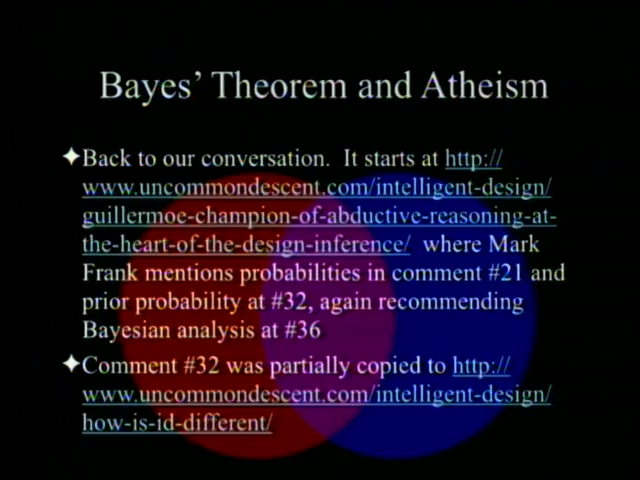 Bayes' Theorem and Atheism
✦Back to our conversation. It starts at http://
www.uncommondescent.com/intelligent-design/
guillermoe-champion-of-abductive-reasoning-at-
the-heart-of-the-design-inference/ where Mark
Frank mentions probabilities in comment #21 and
prior probability at #32, again recommending
Bayesian analysis at #36
✦Comment #32 was partially copied to http://
www.uncommondescent.com/intelligent-design/
how-is-id-different/